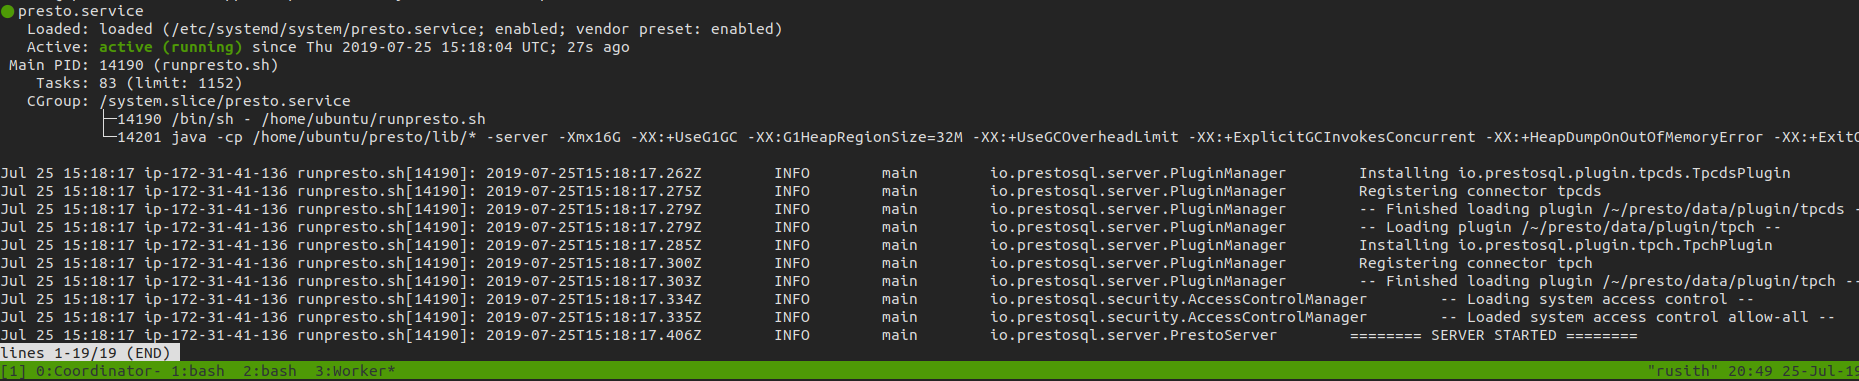 presto.service
Loaded: loaded (/etc/systemd/system/presto.service; enabled; vendor preset: enabled)
Active: active (running) since Thu 2019-07-25 15:18:04 UTC; 27s ago
Main PID: 14190 (runpresto.sh)
Tasks: 83 (limit: 1152)
CGroup: /system.slice/presto.service
├─14190 /bin/sh - /home/ubuntu/runpresto.sh
└─14201 java -cp /home/ubuntu/presto/lib/* -server -Xmx16G -XX:+UseG1GC -XX:G1HeapRegionSize=32M -XX:+UseGCOverheadLimit -XX:+ExplicitGCInvokesConcurrent -XX:+HeapDumpOnOutOfMemoryError -XX:+ExitO
Jul 25 15:18:17 ip-172-31-41-136 runpresto.sh[14190]: 2019-07-25T15:18:17.262Z INFO main io.prestosql.server.PluginManager Installing io.prestosql.plugin.tpcds.TpcdsPlugin
Jul 25 15:18:17 ip-172-31-41-136 runpresto.sh[14190]: 2019-07-25T15:18:17.275Z INFO main io.prestosql.server.PluginManager Registering connector tpcds
Jul 25 15:18:17 ip-172-31-41-136 runpresto.sh[14190]: 2019-07-25T15:18:17.279Z INFO main io.prestosql.server.PluginManager -- Finished loading plugin /~/presto/data/plugin/tpcds -
Jul 25 15:18:17 ip-172-31-41-136 runpresto.sh[14190]: 2019-07-25T15:18:17.279Z INFO main io.prestosql.server.PluginManager -- Loading plugin /~/presto/data/plugin/tpch --
Jul 25 15:18:17 ip-172-31-41-136 runpresto.sh[14190]: 2019-07-25T15:18:17.285Z INFO main io.prestosql.server.PluginManager Installing io.prestosql.plugin.tpch.TpchPlugin
Jul 25 15:18:17 ip-172-31-41-136 runpresto.sh[14190]: 2019-07-25T15:18:17.300Z INFO main io.prestosql.server.PluginManager Registering connector tpch
Jul 25 15:18:17 ip-172-31-41-136 runpresto.sh[14190]: 2019-07-25T15:18:17.303Z INFO main io.prestosql.server.PluginManager -- Finished loading plugin /~/presto/data/plugin/tpch --
Jul 25 15:18:17 ip-172-31-41-136 runpresto.sh[14190]: 2019-07-25T15:18:17.334Z INFO main io.prestosql.security.AccessControlManager -- Loading system access control --
Jul 25 15:18:17 ip-172-31-41-136 runpresto.sh[14190]: 2019-07-25T15:18:17.335Z INFO main io.prestosql.security.AccessControlManager -- Loaded system access control allow-all --
Jul 25 15:18:17 ip-172-31-41-136 runpresto.sh[14190]: 2019-07-25T15:18:17.406Z INFO main io.prestosql.server.PrestoServer ======== SERVER STARTED ========
lines 1-19/19 (END)
[1] 0:Coordinator- 1:bash 2:bash 3:Worker* "rusith" 20:49 25-Jul-19